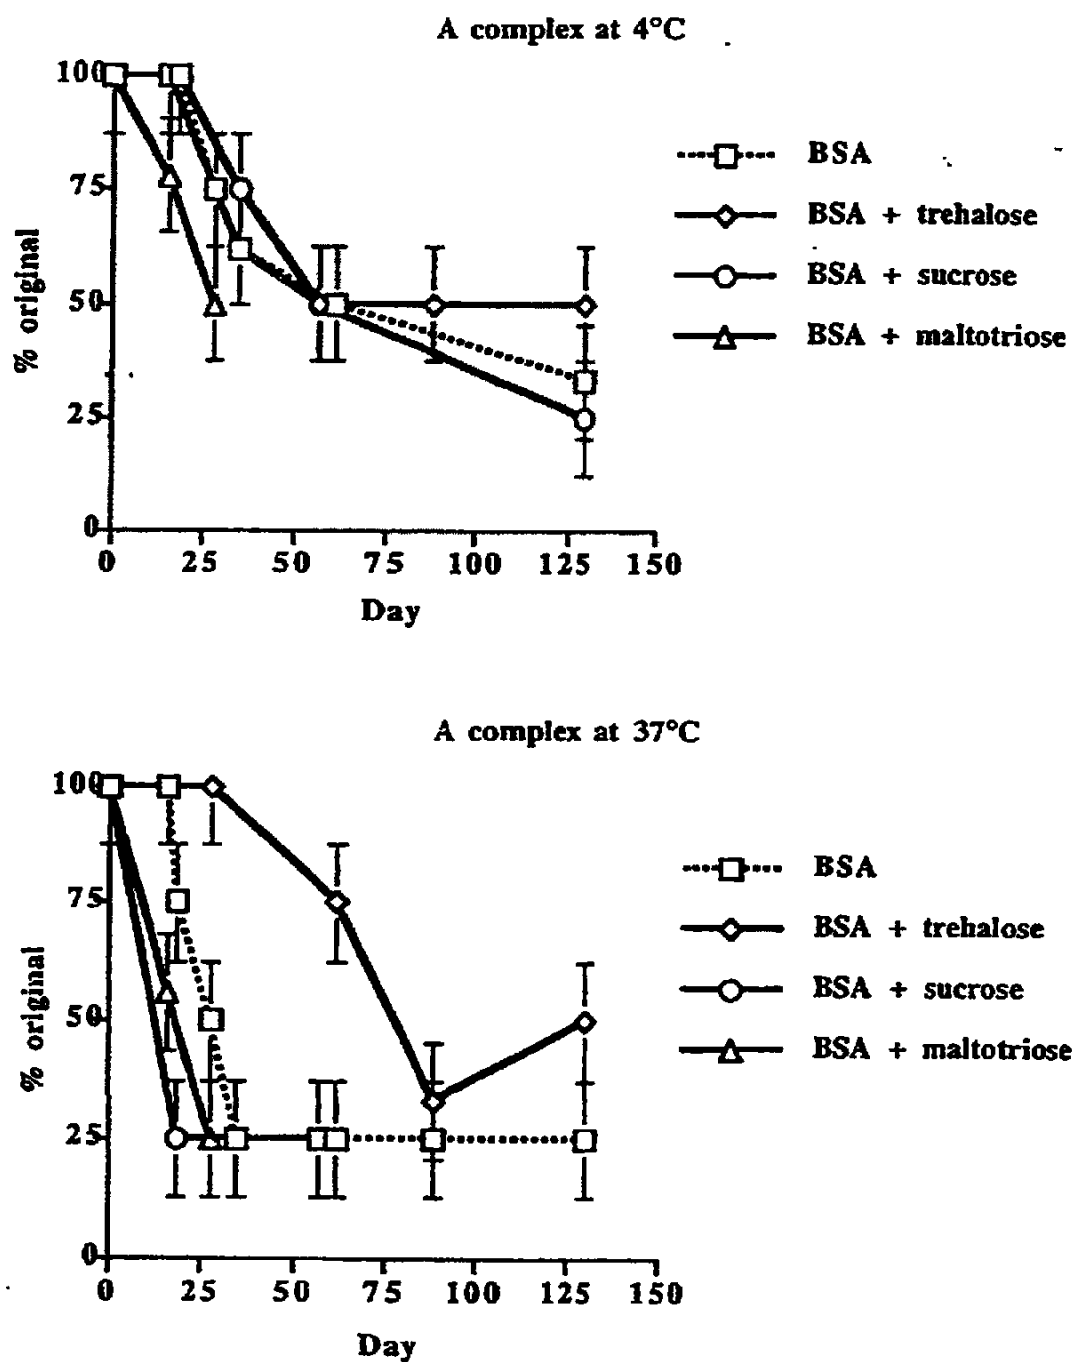 A complex at 4°C
100
75
50
25
0
% original
0 25 50 75 100 125 150
Day
BSA
BSA + trehalose
BSA + sucrose
BSA + maltotriose
A complex at 37°C
100
75
50
25
0
% original
0 25 50 75 100 125 150
Day
BSA
BSA + trehalose
BSA + sucrose
BSA + maltotriose